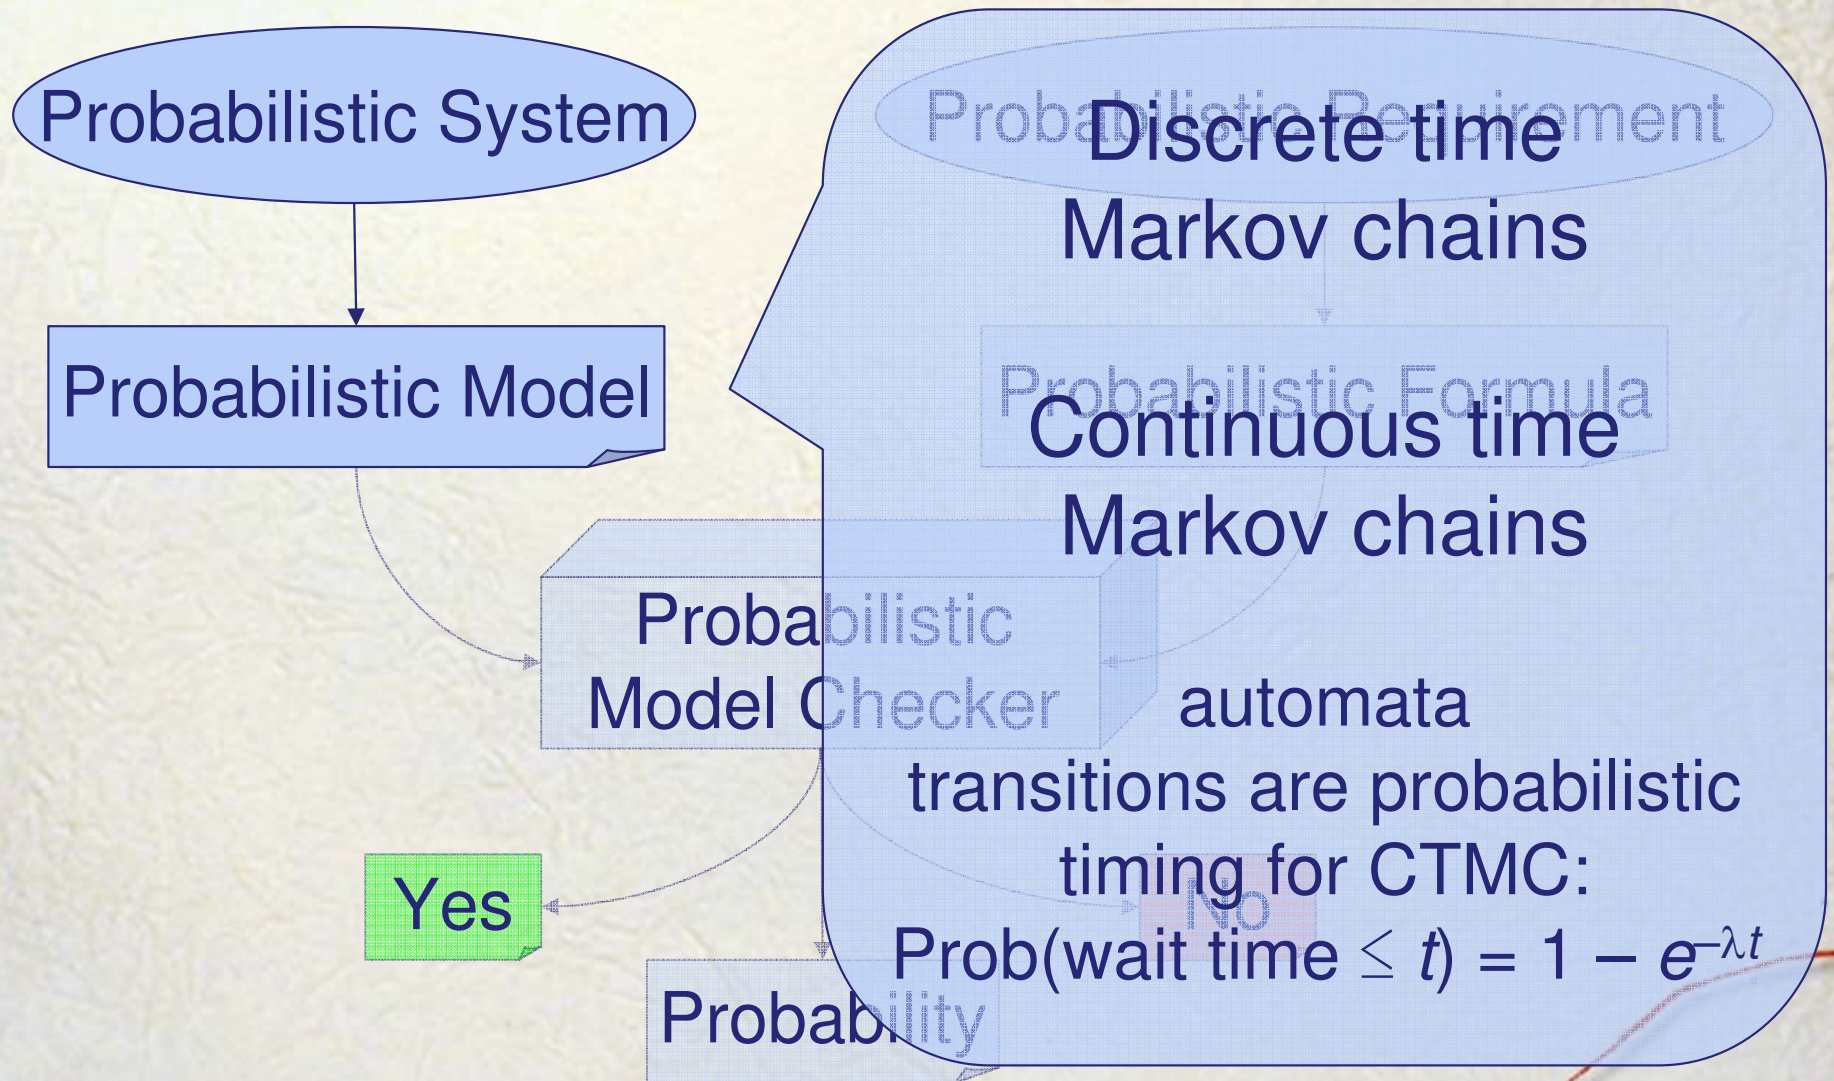 Probabilistic System
Probabilistic Requirement
Discrete time
Markov chains
Probabilistic Model
Probabilistic Formula
Continuous time
Markov chains
Probabilistic
Model Checker
automata
transitions are probabilistic
timing for CTMC:
Yes
No
Prob(wait time ≤ t) = 1 – e^{–λt}
Probability